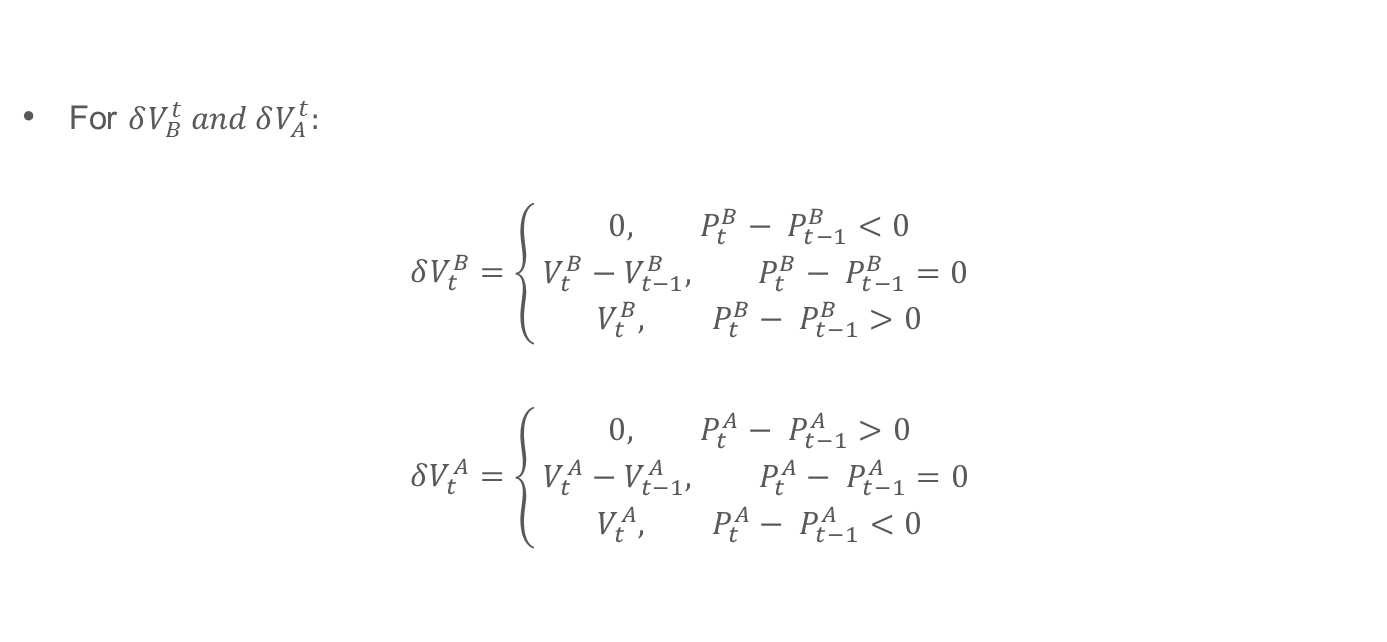 • For δV_B^t and δV_A^t:
0, P_t^B − P_{t−1}^B < 0
δV_t^B = { V_t^B − V_{t−1}^B, P_t^B − P_{t−1}^B = 0
V_t^B, P_t^B − P_{t−1}^B > 0
0, P_t^A − P_{t−1}^A > 0
δV_t^A = { V_t^A − V_{t−1}^A, P_t^A − P_{t−1}^A = 0
V_t^A, P_t^A − P_{t−1}^A < 0